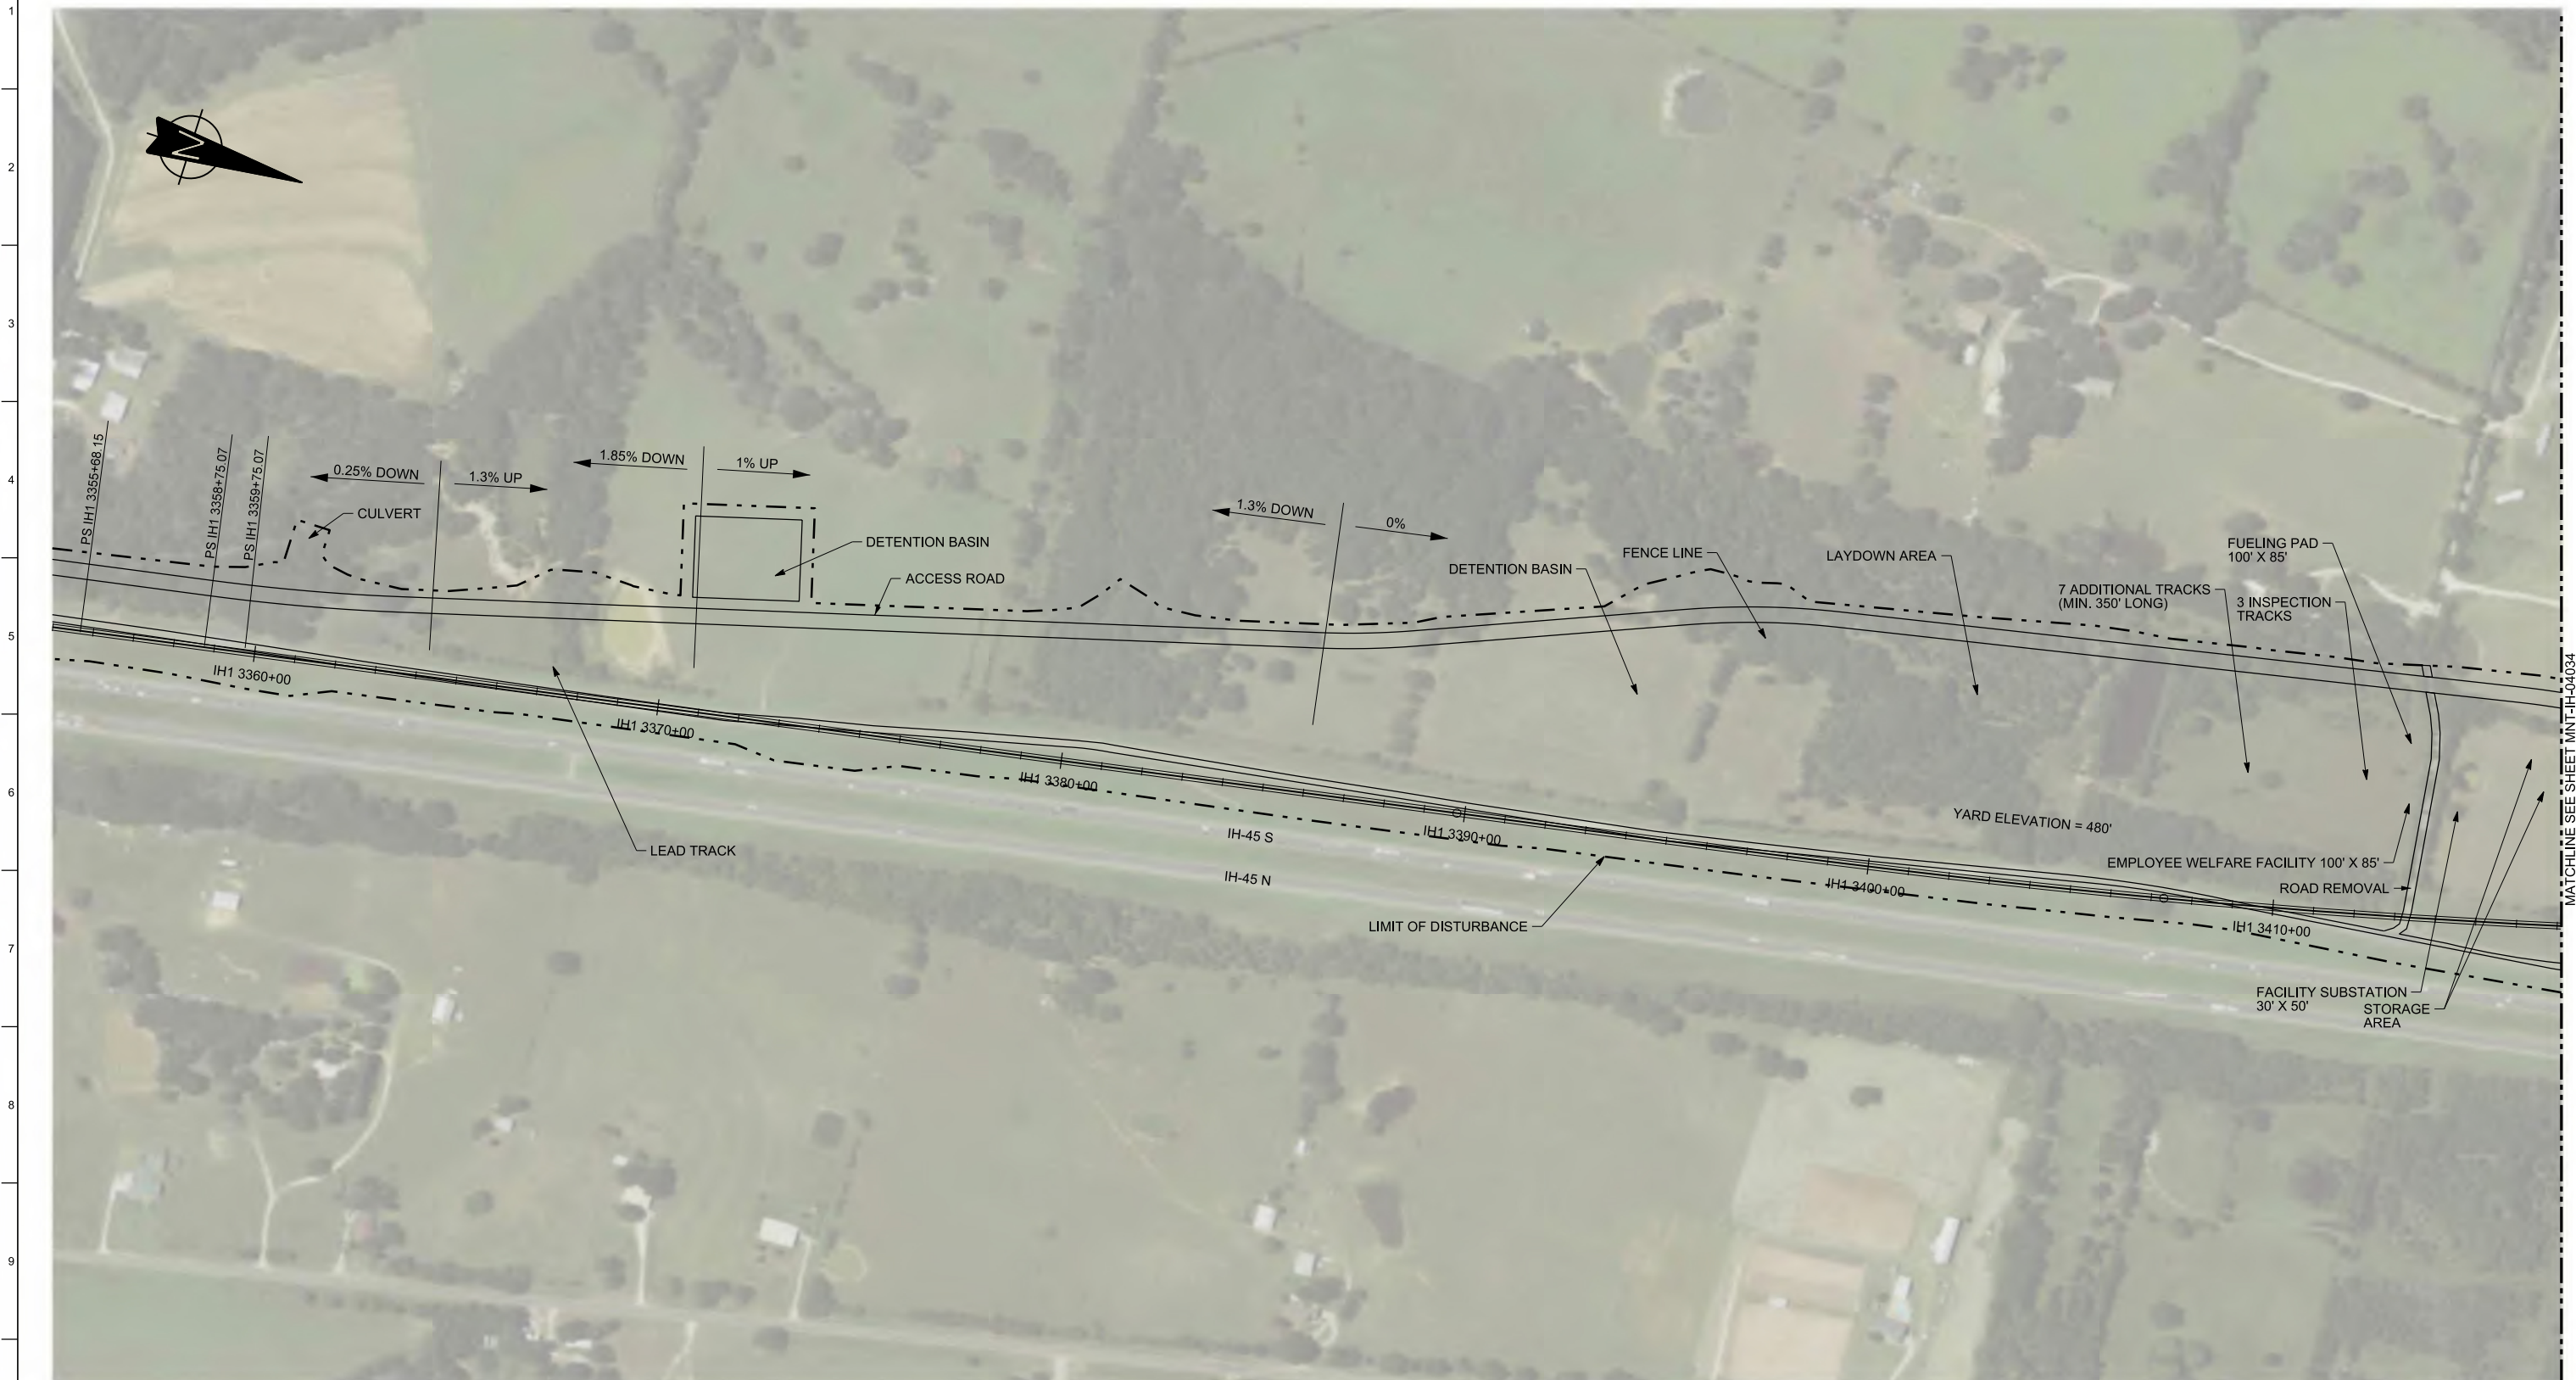 1
2
3
4
5
6
7
8
9
N
PS IH1 3355+68.15
PS IH1 3358+75.07
PS IH1 3359+75.07
0.25% DOWN
1.3% UP
1.85% DOWN
1% UP
CULVERT
DETENTION BASIN
ACCESS ROAD
1.3% DOWN
0%
DETENTION BASIN
FENCE LINE
LAYDOWN AREA
FUELING PAD
100' X 85'
7 ADDITIONAL TRACKS
(MIN. 350' LONG)
3 INSPECTION
TRACKS
IH1 3360+00
IH1 3370+00
IH1 3380+00
IH1 3390+00
IH1 3400+00
IH1 3410+00
LEAD TRACK
IH-45 S
IH-45 N
LIMIT OF DISTURBANCE
YARD ELEVATION = 480'
EMPLOYEE WELFARE FACILITY 100' X 85'
ROAD REMOVAL
FACILITY SUBSTATION
30' X 50'
STORAGE
AREA
MATCHLINE SEE SHEET MNT-IH-04034